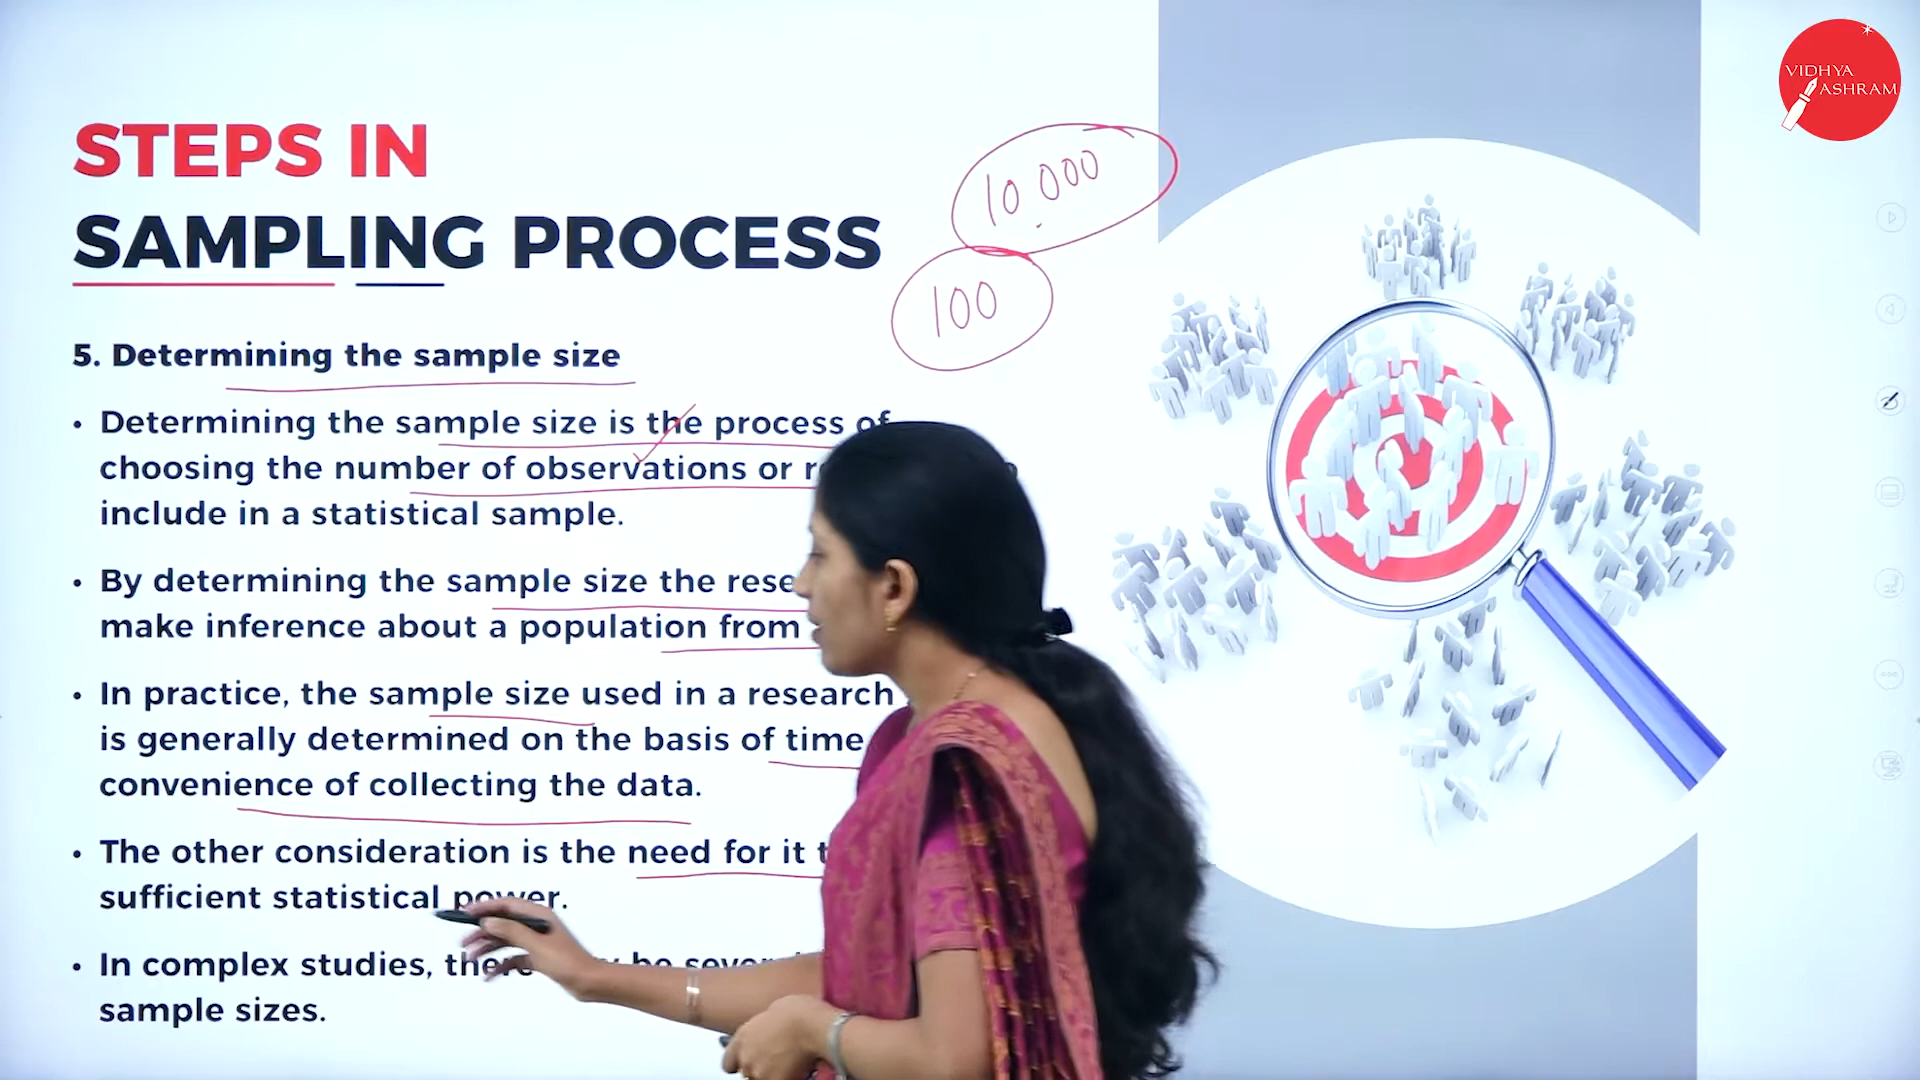 VIDHYA
ASHRAM
STEPS IN
SAMPLING PROCESS
10,000
100
5. Determining the sample size
• Determining the sample size is the process of
choosing the number of observations or
include in a statistical sample.
• By determining the sample size the
make inference about a population from
• In practice, the sample size used in a research
is generally determined on the basis of time
convenience of collecting the data.
• The other consideration is the need for it
sufficient statistical power.
• In complex studies, there be
sample sizes.